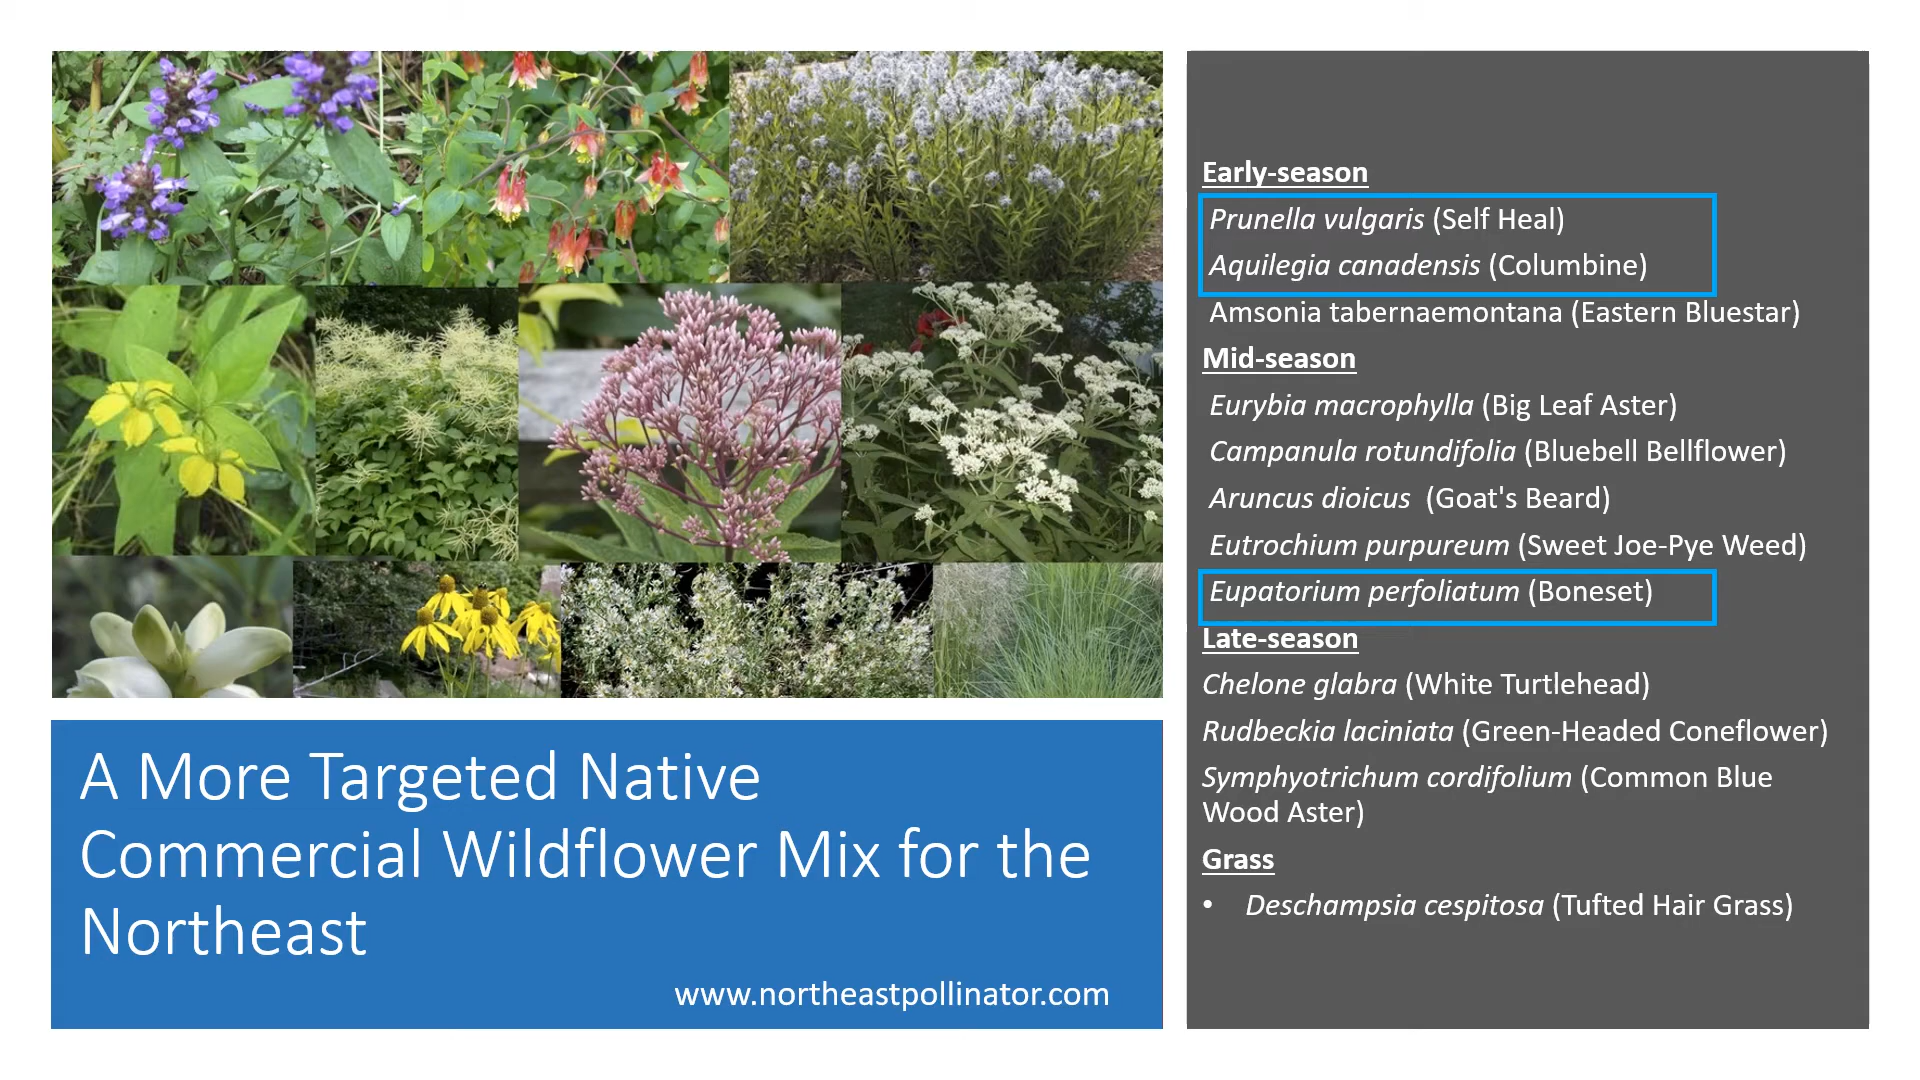 A More Targeted Native
Commercial Wildflower Mix for the
Northeast
www.northeastpollinator.com
Early-season
Prunella vulgaris (Self Heal)
Aquilegia canadensis (Columbine)
Amsonia tabernaemontana (Eastern Bluestar)
Mid-season
Eurybia macrophylla (Big Leaf Aster)
Campanula rotundifolia (Bluebell Bellflower)
Aruncus dioicus (Goat's Beard)
Eutrochium purpureum (Sweet Joe-Pye Weed)
Eupatorium perfoliatum (Boneset)
Late-season
Chelone glabra (White Turtlehead)
Rudbeckia laciniata (Green-Headed Coneflower)
Symphyotrichum cordifolium (Common Blue
Wood Aster)
Grass
• Deschampsia cespitosa (Tufted Hair Grass)